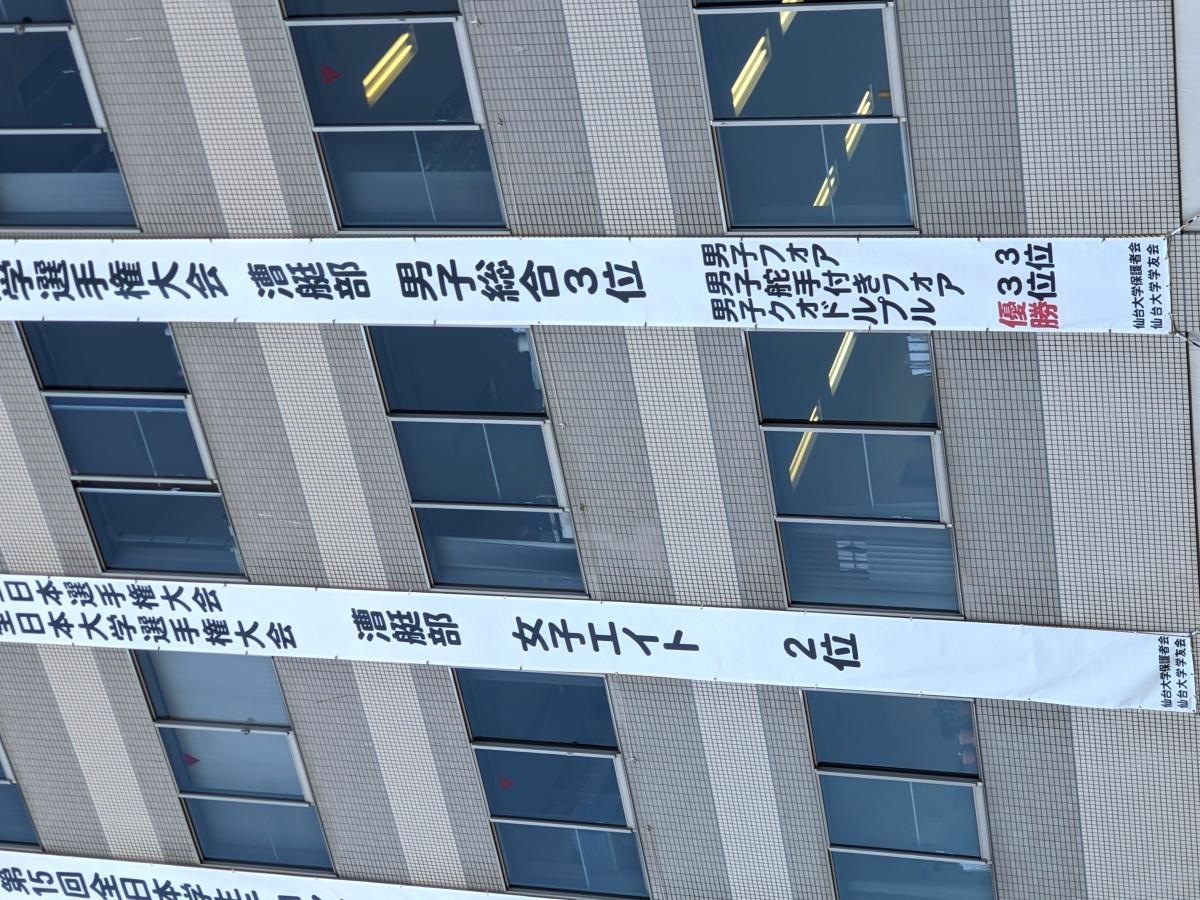 学選手権大会 漕艇部 男子総合3位
男子フォア 3位
男子舵手付きフォア 3位
男子クオドルプル 優勝
仙台大学保護者会
仙台大学学友会
日本選手権大会
全日本大学選手権大会
漕艇部 女子エイト 2位
仙台大学保護者会
仙台大学学友会
第15回全日本学生